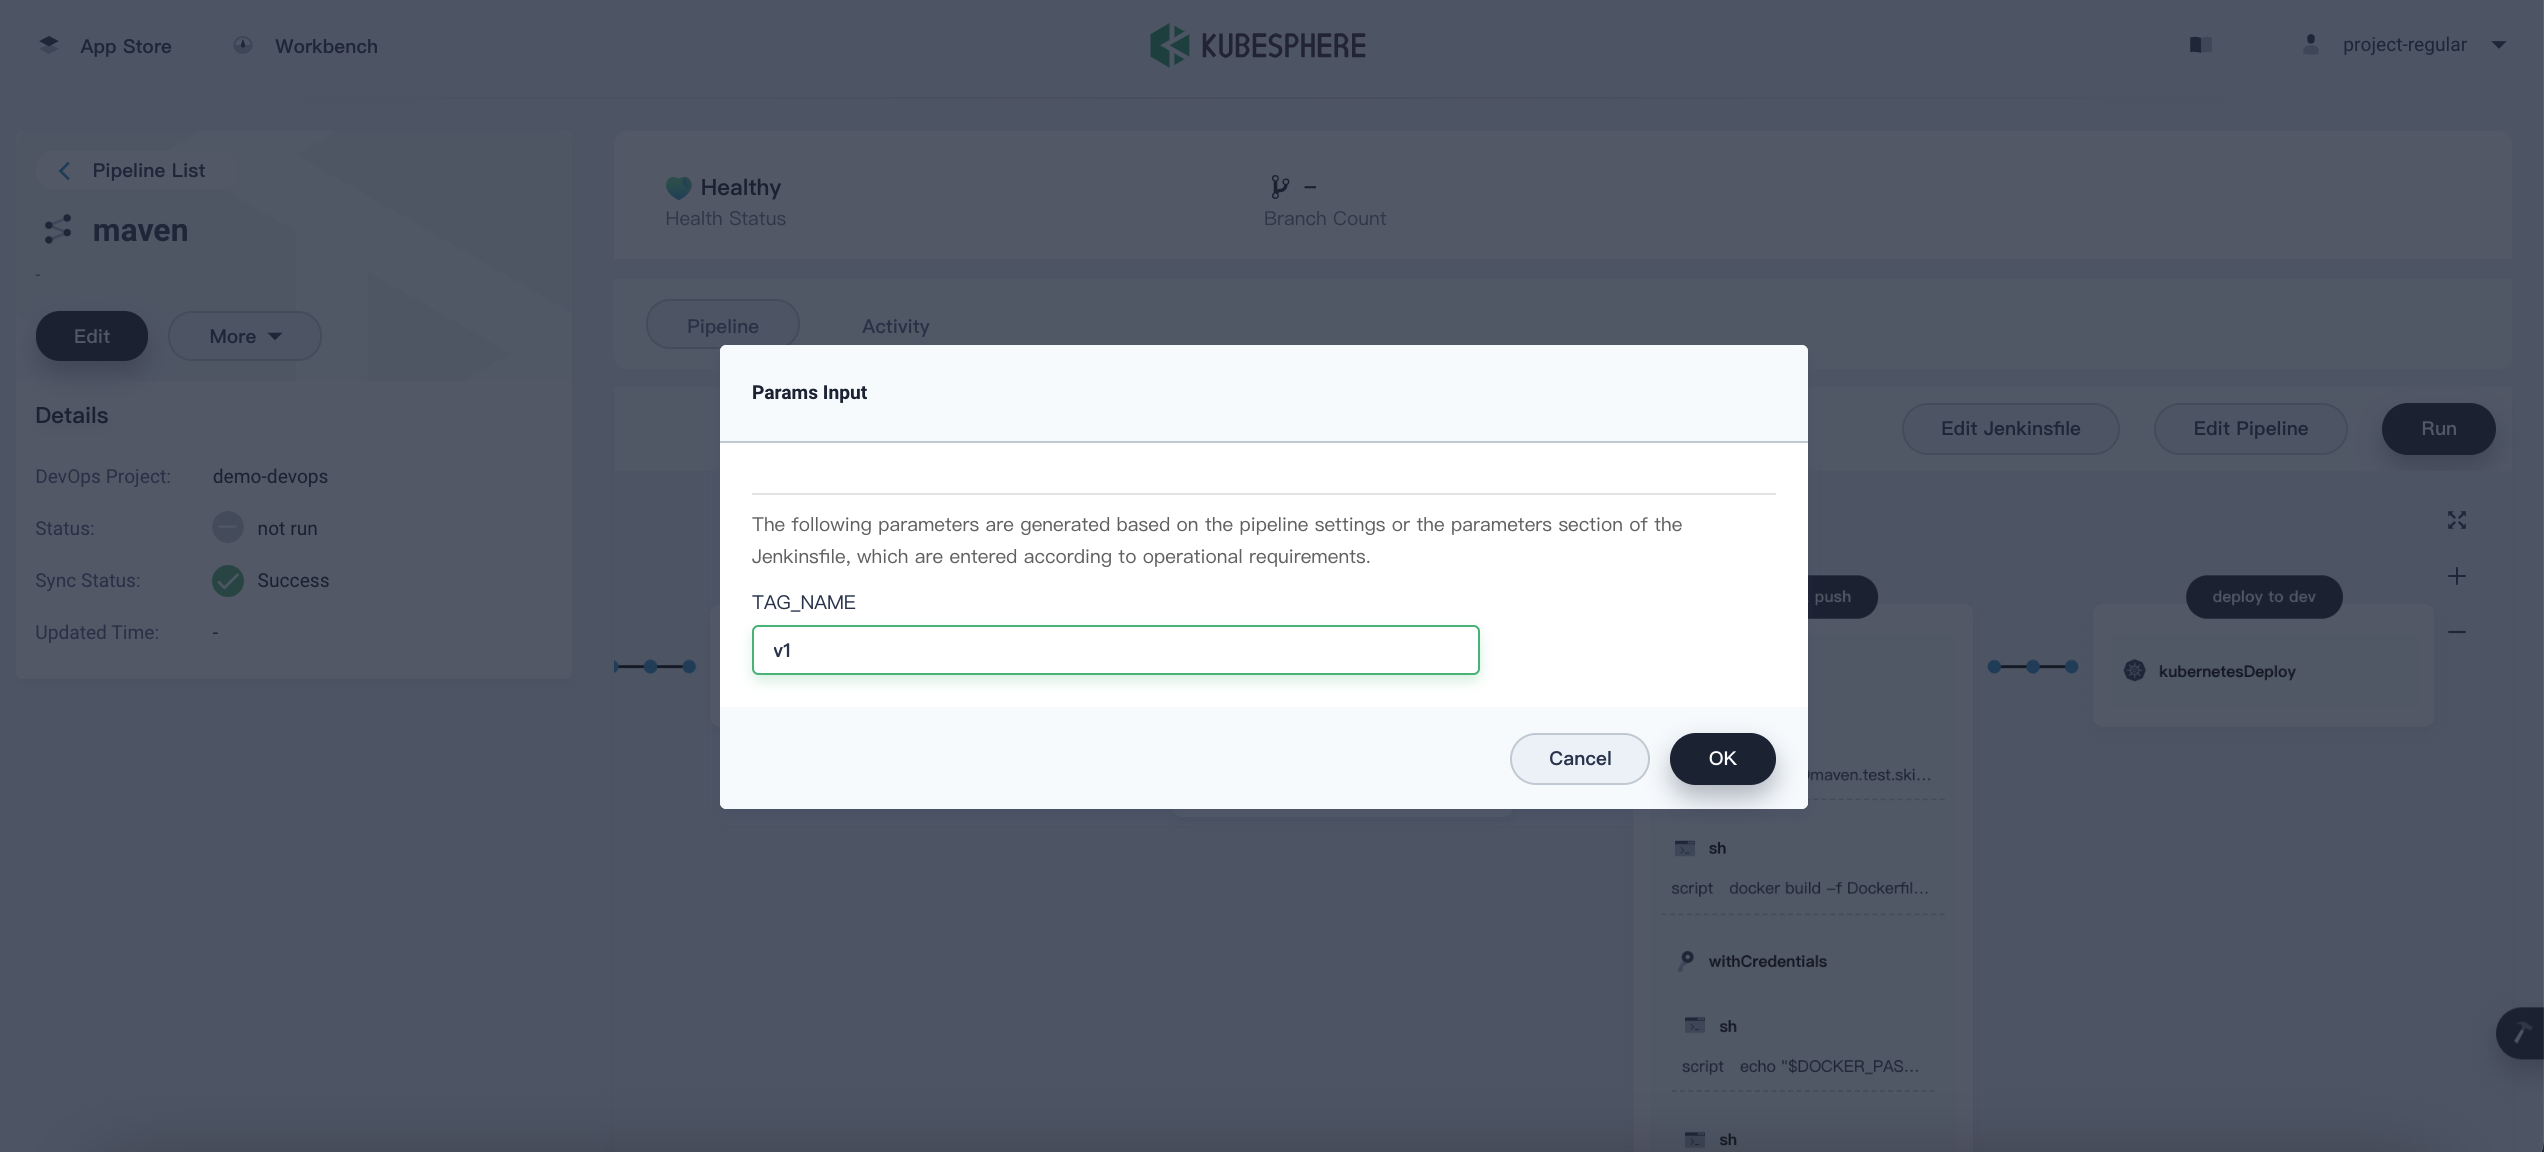 App Store
Workbench
KUBESPHERE
project-regular
Pipeline List
maven
-
Edit
More
Details
DevOps Project: demo-devops
Status: not run
Sync Status: Success
Updated Time: -
Healthy
Health Status
–
Branch Count
Pipeline
Activity
Edit Jenkinsfile
Edit Pipeline
Run
Params Input
The following parameters are generated based on the pipeline settings or the parameters section of the
Jenkinsfile, which are entered according to operational requirements.
TAG_NAME
v1
Cancel
OK
push
maven.test.ski...
sh
script docker build -f Dockerfil...
withCredentials
sh
script echo "$DOCKER_PAS...
sh
deploy to dev
kubernetesDeploy